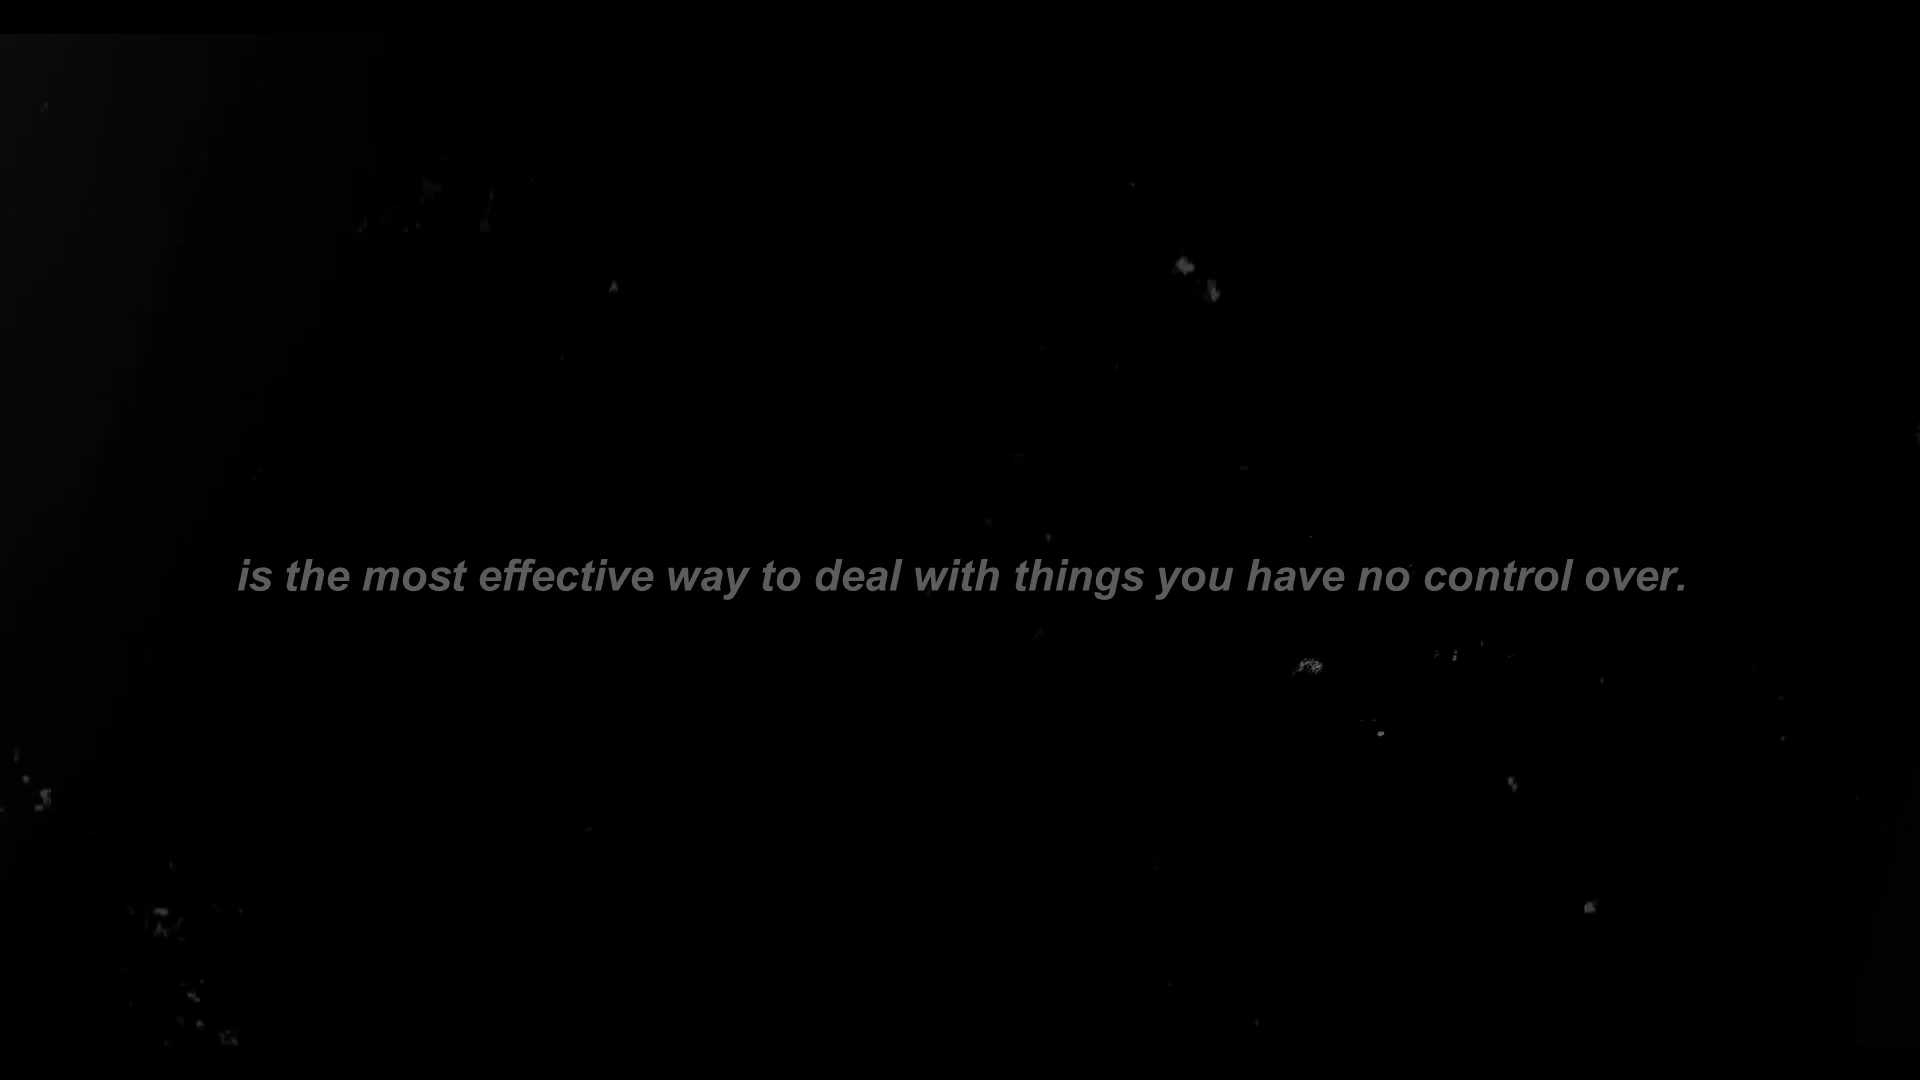 is the most effective way to deal with things you have no control over.